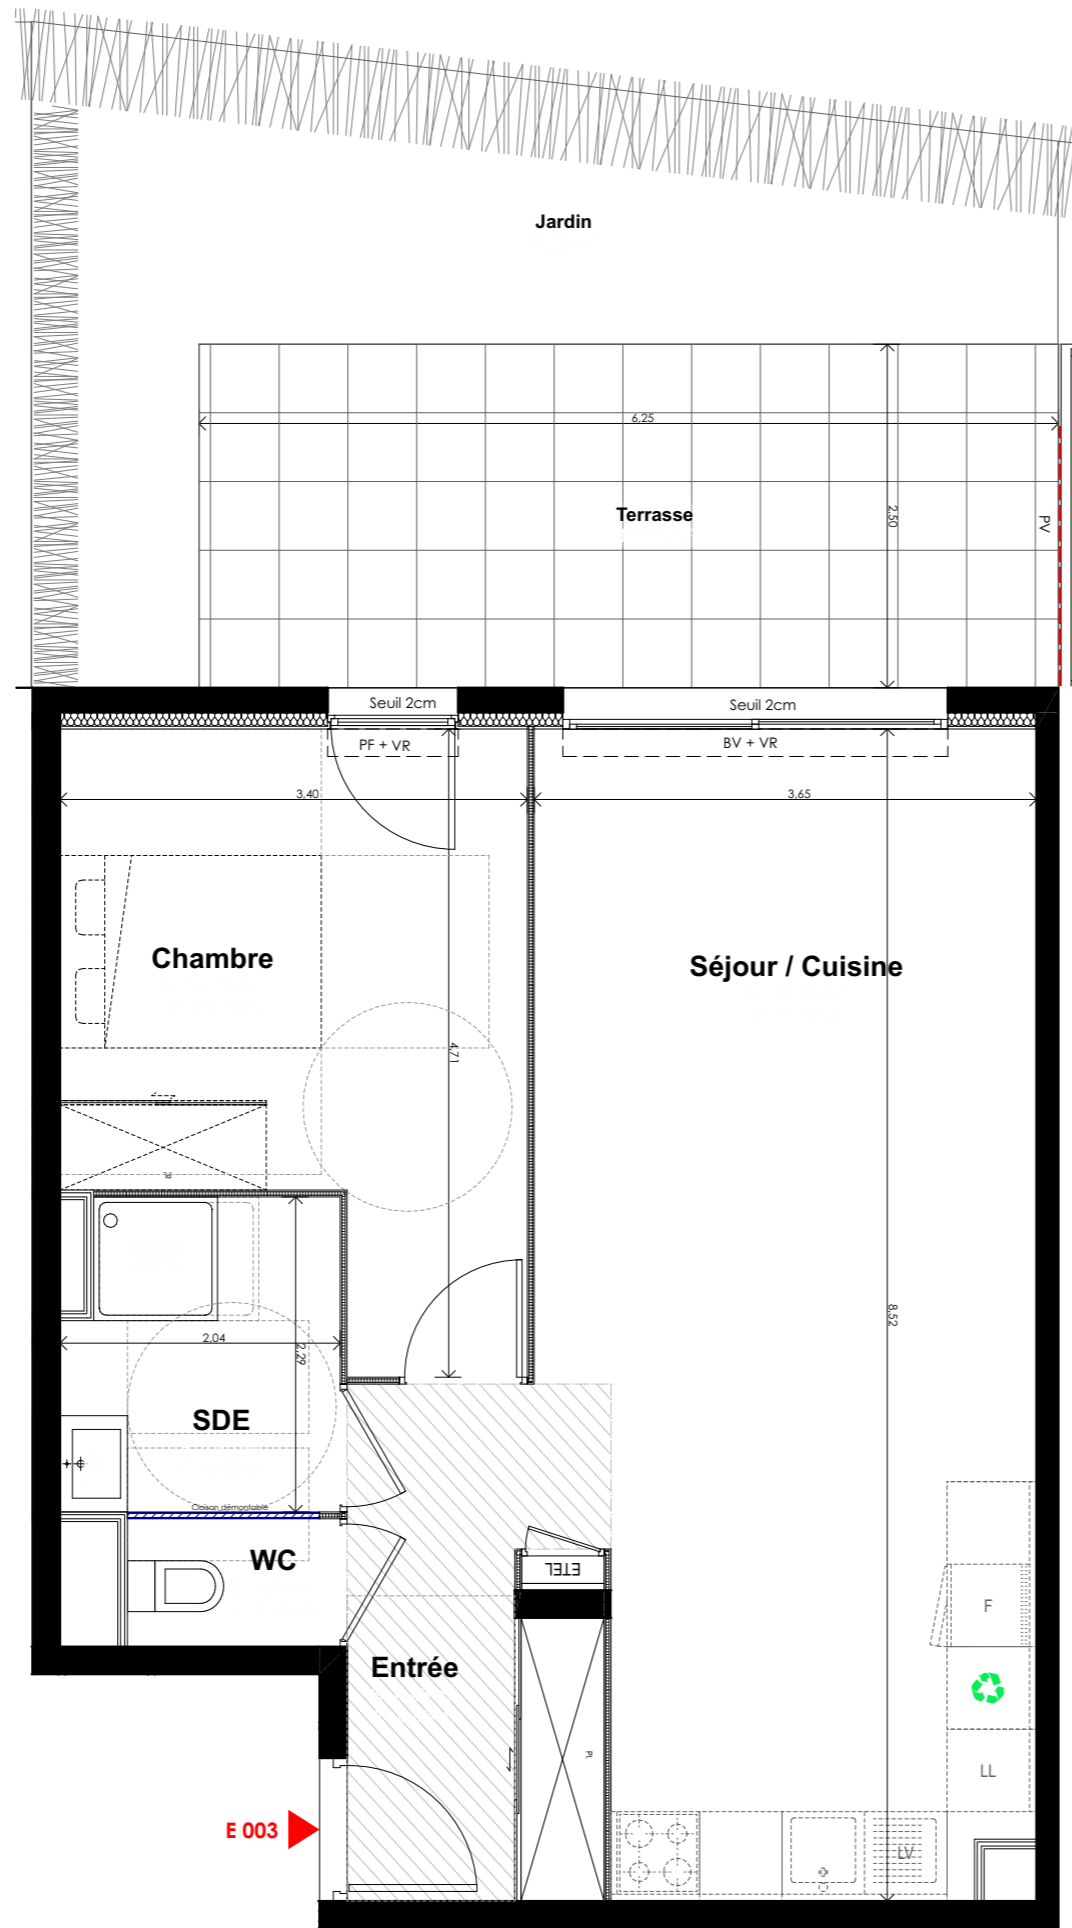 Jardin
6,25
2,50
Terrasse
PV
Seuil 2cm
Seuil 2cm
PF + VR
BV + VR
3,40
3,65
Chambre
Séjour / Cuisine
4,71
8,52
2,04
2,29
SDE
Cloison démontable
WC
ETEL
F
Entrée
PL
LL
E 003
LV